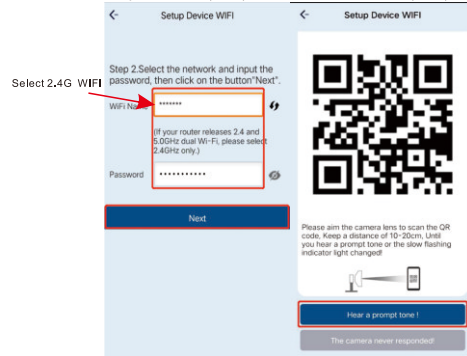 Setup Device WIFI
Step 2.Select the network and input the
password, then click on the button"Next".
Select 2.4G WIFI
WiFi Name
•••••••
(If your router releases 2.4 and
5.0GHz dual Wi-Fi, please select
2.4GHz only.)
Password
•••••••••••
Next
Setup Device WIFI
Please aim the camera lens to scan the QR
code, Keep a distance of 10-20cm, Until
you hear a prompt tone or the slow flashing
indicator light changed!
Hear a prompt tone !
The camera never responded!